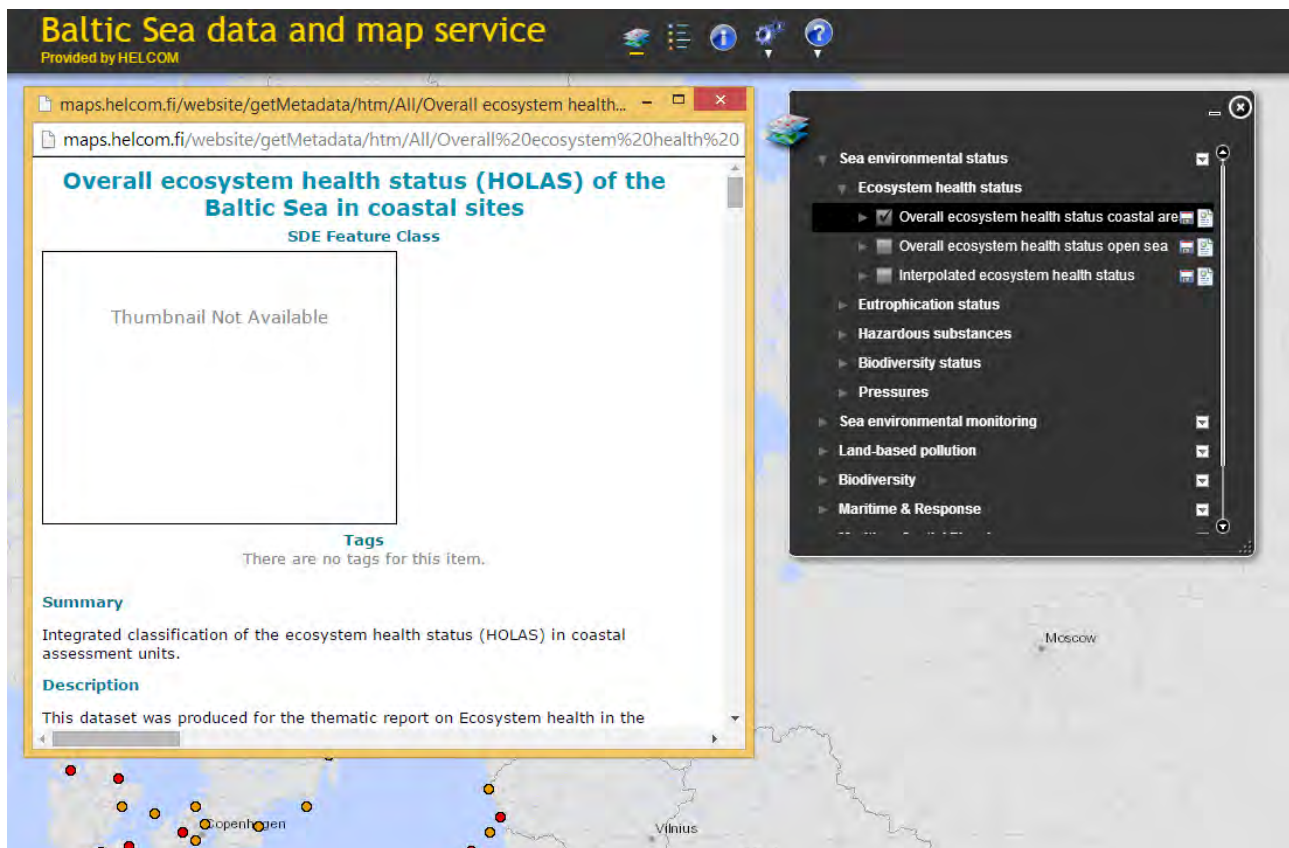 Baltic Sea data and map service
Provided by HELCOM
maps.helcom.fi/website/getMetadata/htm/All/Overall ecosystem health...
maps.helcom.fi/website/getMetadata/htm/All/Overall%20ecosystem%20health%20
Overall ecosystem health status (HOLAS) of the
Baltic Sea in coastal sites
SDE Feature Class
Thumbnail Not Available
Tags
There are no tags for this item.
Summary
Integrated classification of the ecosystem health status (HOLAS) in coastal
assessment units.
Description
This dataset was produced for the thematic report on Ecosystem health in the
Sea environmental status
Ecosystem health status
Overall ecosystem health status coastal are
Overall ecosystem health status open sea
Interpolated ecosystem health status
Eutrophication status
Hazardous substances
Biodiversity status
Pressures
Sea environmental monitoring
Land-based pollution
Biodiversity
Maritime & Response
Moscow
Copenhagen
Vilnius